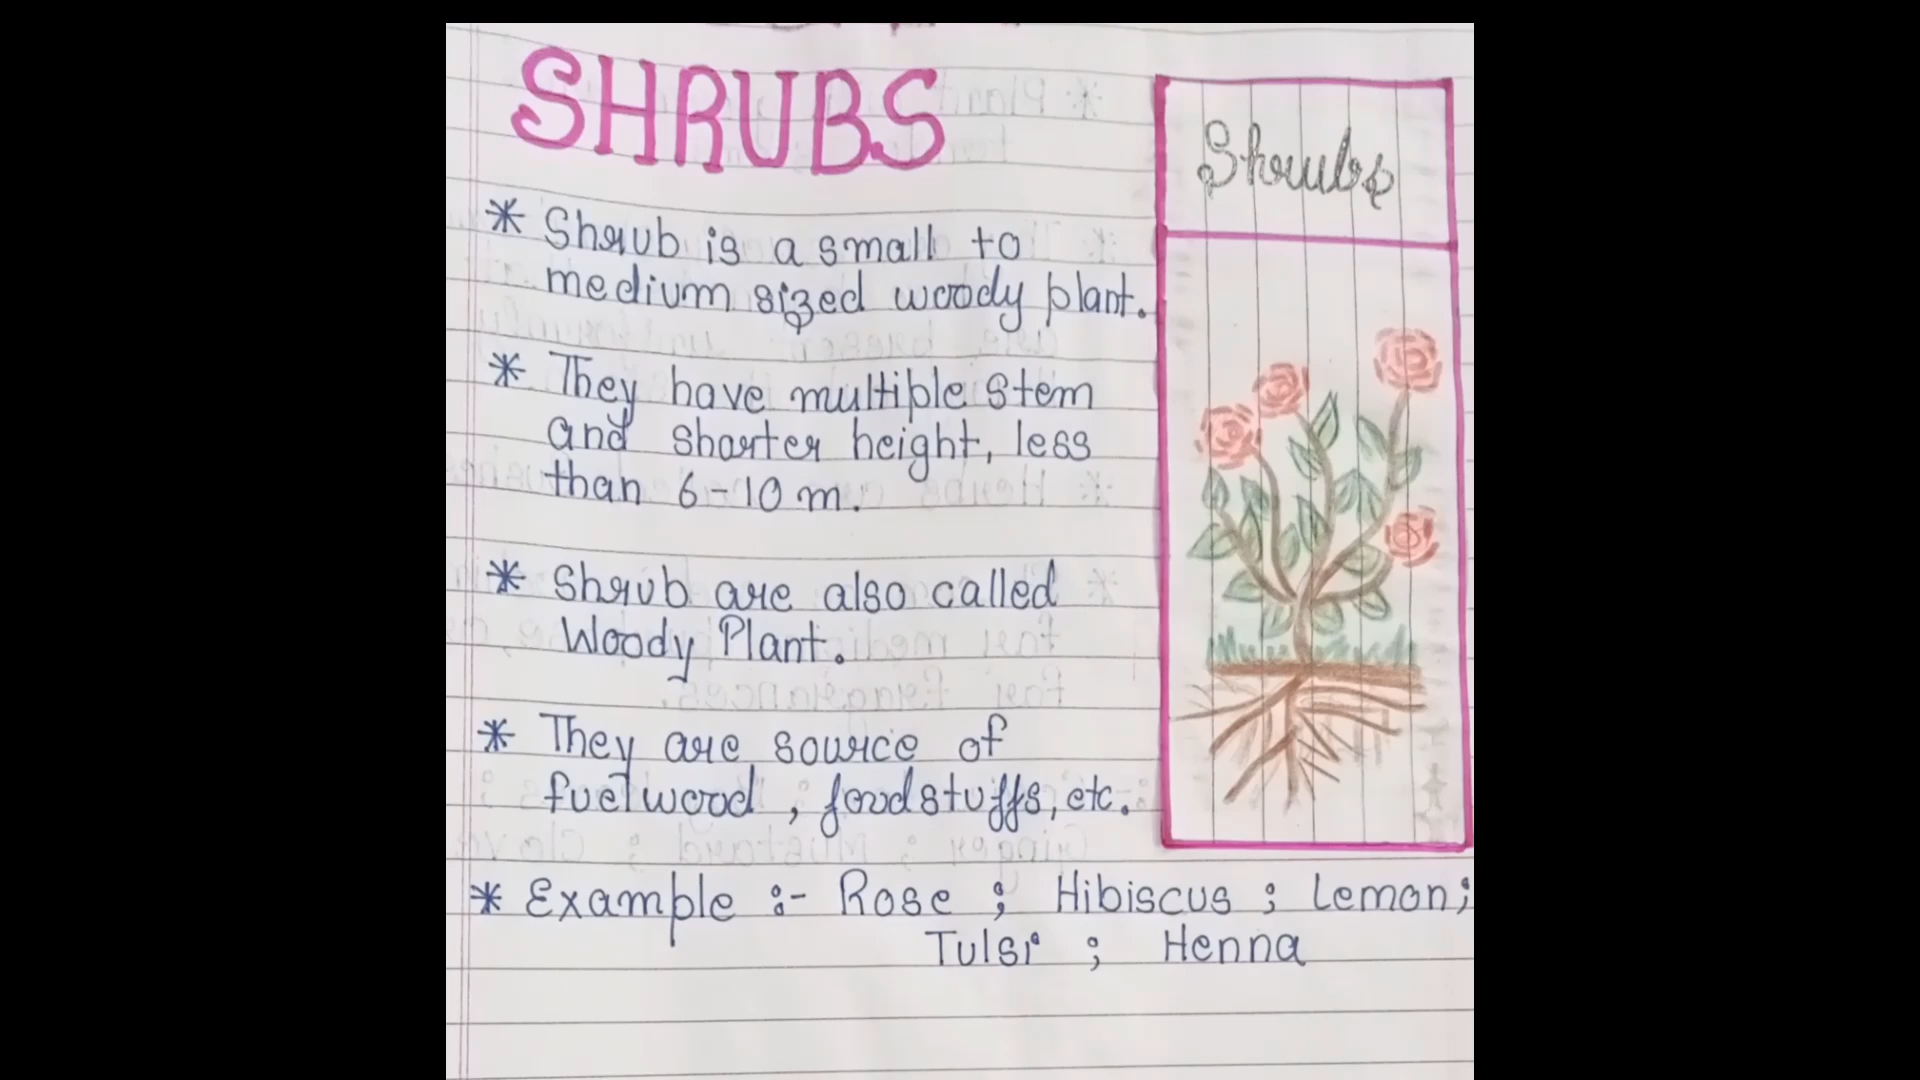 SHRUBS
Shrubs
* Shrub is a small to
medium sized woody plant.
* They have multiple stem
and shorter height, less
than 6-10 m.
* Shrub are also called
Woody Plant.
* They are source of
fuelwood, foodstuffs, etc.
* Example :- Rose ; Hibiscus ; Lemon;
Tulsi ; Henna